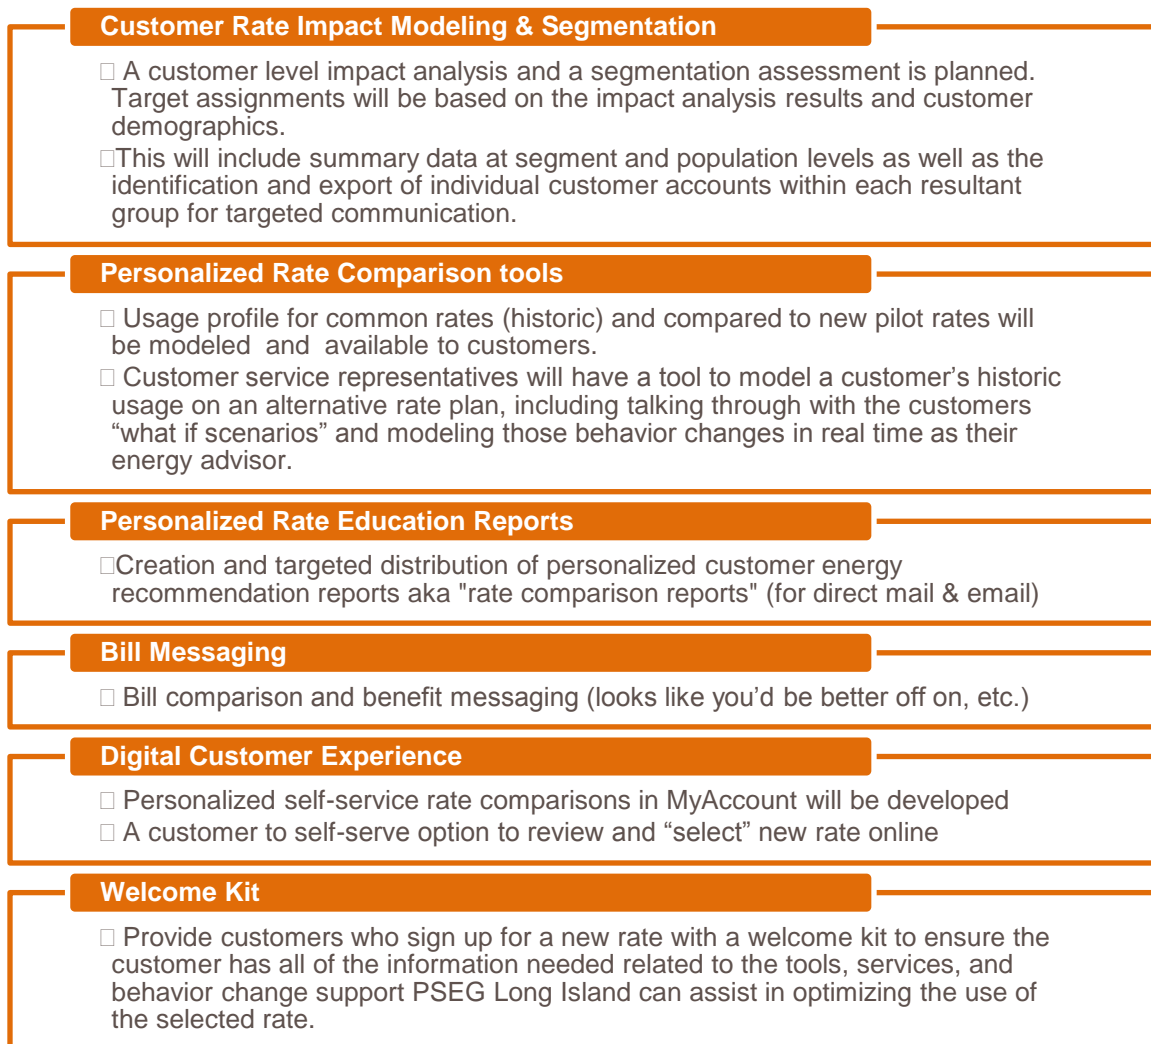 Customer Rate Impact Modeling & Segmentation
□ A customer level impact analysis and a segmentation assessment is planned.
Target assignments will be based on the impact analysis results and customer
demographics.
□This will include summary data at segment and population levels as well as the
identification and export of individual customer accounts within each resultant
group for targeted communication.
Personalized Rate Comparison tools
□ Usage profile for common rates (historic) and compared to new pilot rates will
be modeled and available to customers.
□ Customer service representatives will have a tool to model a customer’s historic
usage on an alternative rate plan, including talking through with the customers
“what if scenarios” and modeling those behavior changes in real time as their
energy advisor.
Personalized Rate Education Reports
□Creation and targeted distribution of personalized customer energy
recommendation reports aka "rate comparison reports" (for direct mail & email)
Bill Messaging
□ Bill comparison and benefit messaging (looks like you’d be better off on, etc.)
Digital Customer Experience
□ Personalized self-service rate comparisons in MyAccount will be developed
□ A customer to self-serve option to review and “select” new rate online
Welcome Kit
□ Provide customers who sign up for a new rate with a welcome kit to ensure the
customer has all of the information needed related to the tools, services, and
behavior change support PSEG Long Island can assist in optimizing the use of
the selected rate.